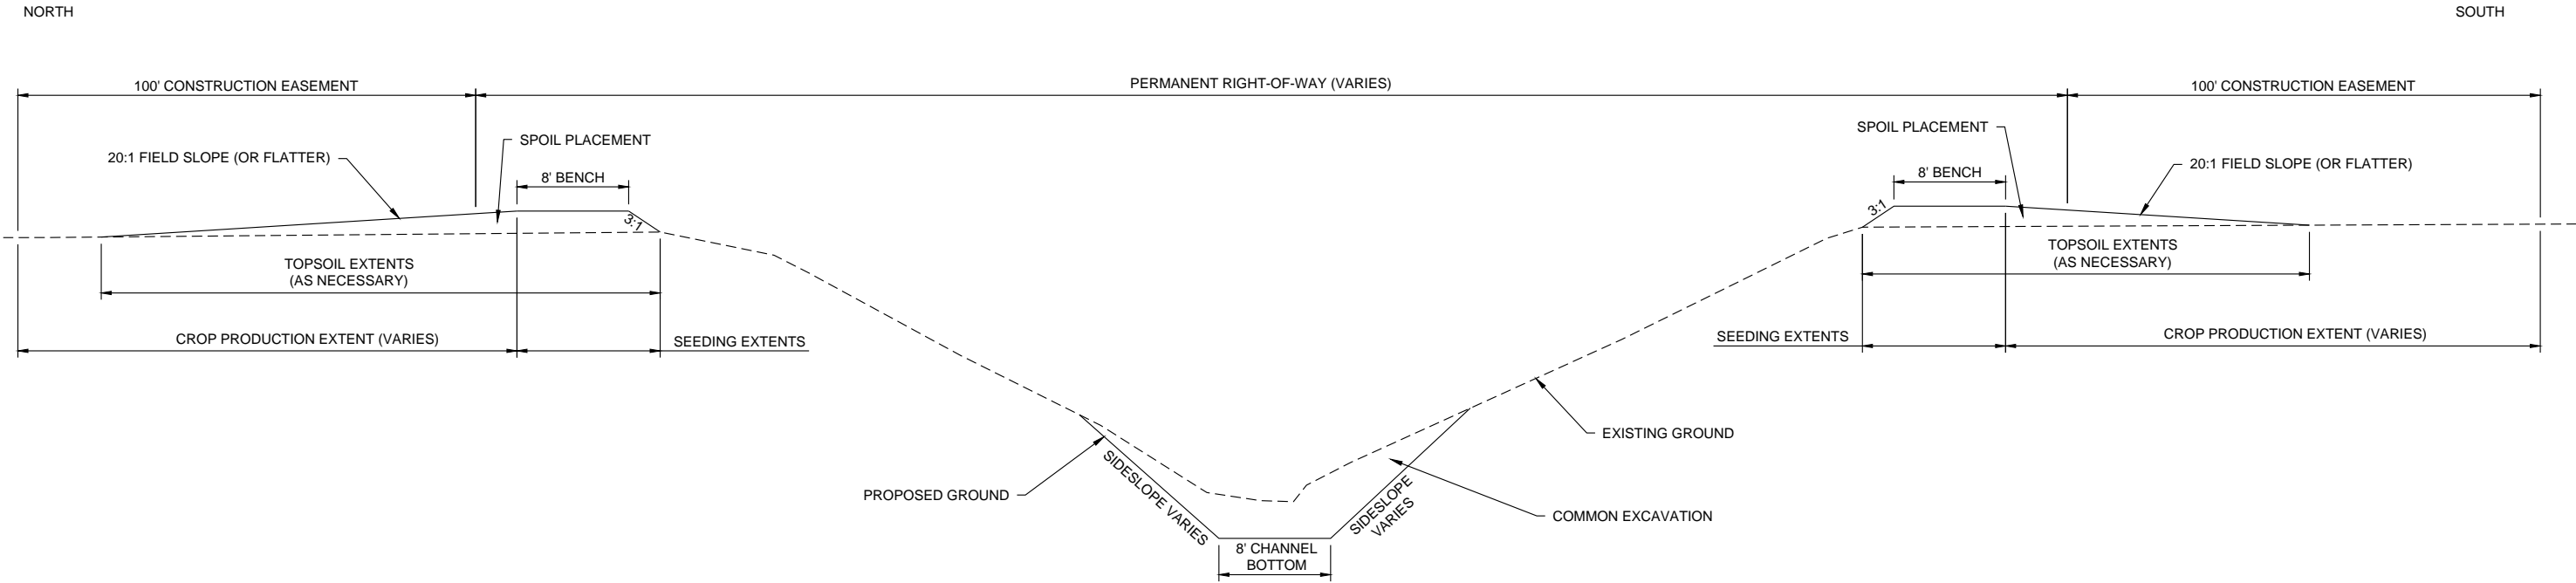 NORTH
SOUTH
100' CONSTRUCTION EASEMENT
PERMANENT RIGHT-OF-WAY (VARIES)
100' CONSTRUCTION EASEMENT
SPOIL PLACEMENT
20:1 FIELD SLOPE (OR FLATTER)
8' BENCH
3:1
SPOIL PLACEMENT
20:1 FIELD SLOPE (OR FLATTER)
8' BENCH
3:1
TOPSOIL EXTENTS
(AS NECESSARY)
TOPSOIL EXTENTS
(AS NECESSARY)
CROP PRODUCTION EXTENT (VARIES)
SEEDING EXTENTS
SEEDING EXTENTS
CROP PRODUCTION EXTENT (VARIES)
EXISTING GROUND
PROPOSED GROUND
SIDESLOPE VARIES
SIDESLOPE
VARIES
COMMON EXCAVATION
8' CHANNEL
BOTTOM